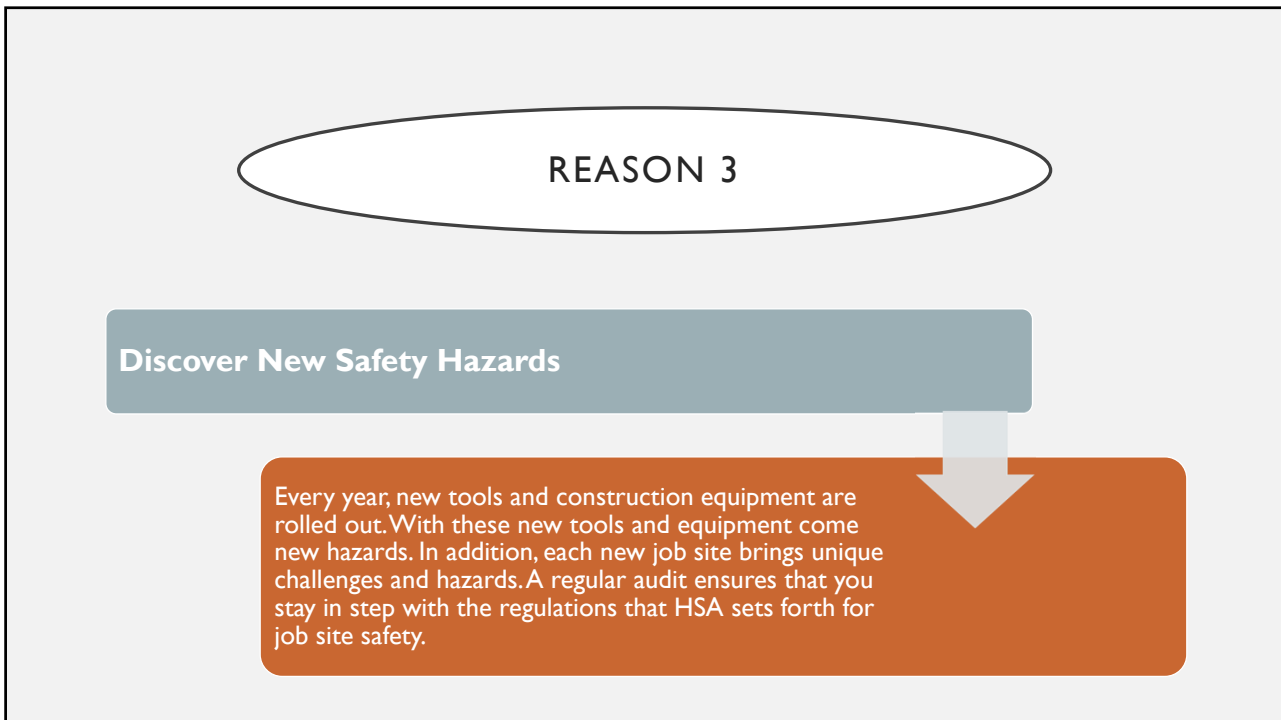 REASON 3
Discover New Safety Hazards
Every year, new tools and construction equipment are
rolled out. With these new tools and equipment come
new hazards. In addition, each new job site brings unique
challenges and hazards. A regular audit ensures that you
stay in step with the regulations that HSA sets forth for
job site safety.